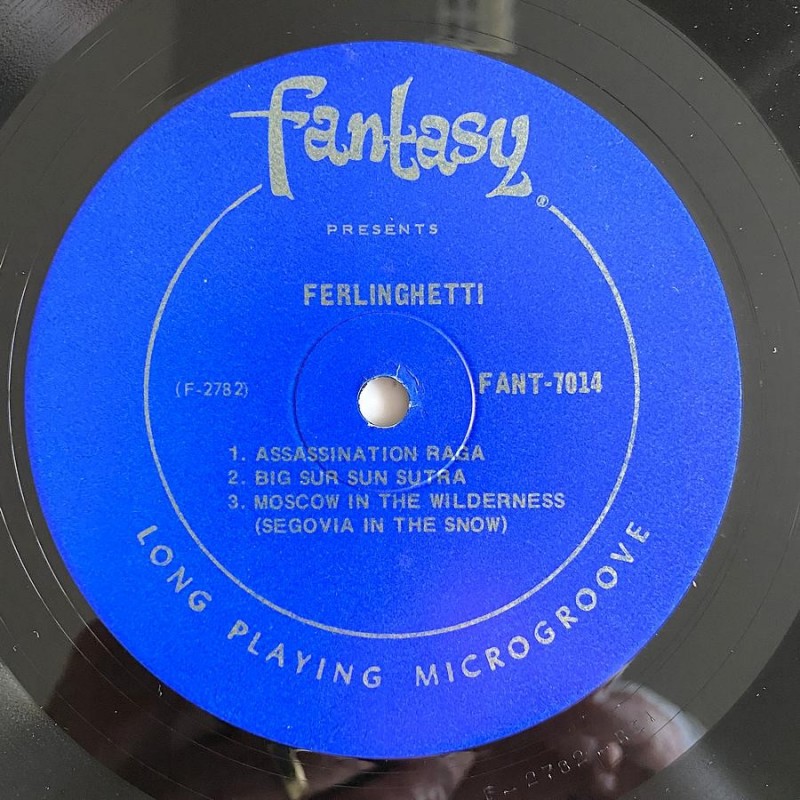 fantasy ®
PRESENTS
FERLINGHETTI
(F-2782)
FANT-7014
1. ASSASSINATION RAGA
2. BIG SUR SUN SUTRA
3. MOSCOW IN THE WILDERNESS
(SEGOVIA IN THE SNOW)
LONG PLAYING MICROGROOVE
F-2782